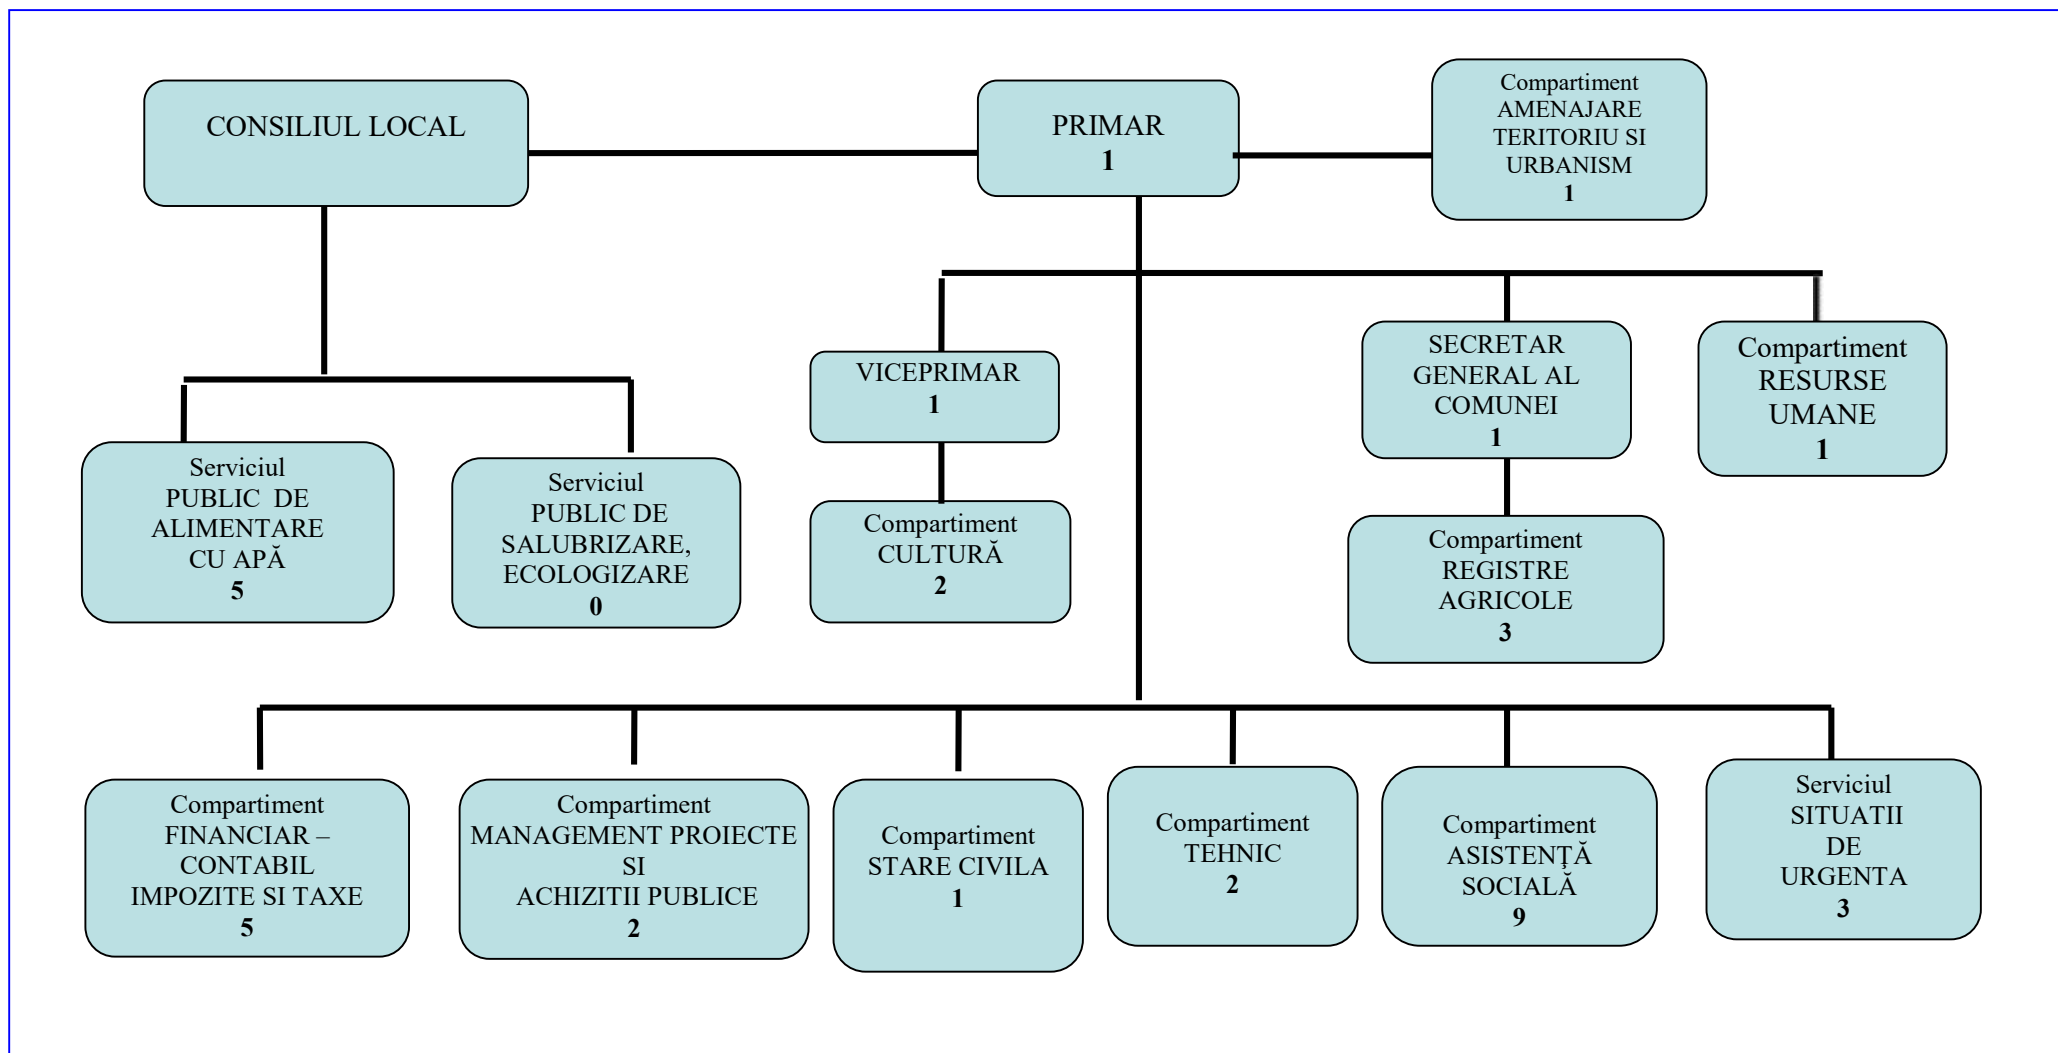 CONSILIUL LOCAL
PRIMAR
1
Compartiment
AMENAJARE
TERITORIU SI
URBANISM
1
VICEPRIMAR
1
SECRETAR
GENERAL AL
COMUNEI
1
Compartiment
RESURSE
UMANE
1
Serviciul
PUBLIC DE
ALIMENTARE
CU APĂ
5
Serviciul
PUBLIC DE
SALUBRIZARE,
ECOLOGIZARE
0
Compartiment
CULTURĂ
2
Compartiment
REGISTRE
AGRICOLE
3
Compartiment
FINANCIAR –
CONTABIL
IMPOZITE SI TAXE
5
Compartiment
MANAGEMENT PROIECTE
SI
ACHIZITII PUBLICE
2
Compartiment
STARE CIVILA
1
Compartiment
TEHNIC
2
Compartiment
ASISTENŢĂ
SOCIALĂ
9
Serviciul
SITUATII
DE
URGENTA
3